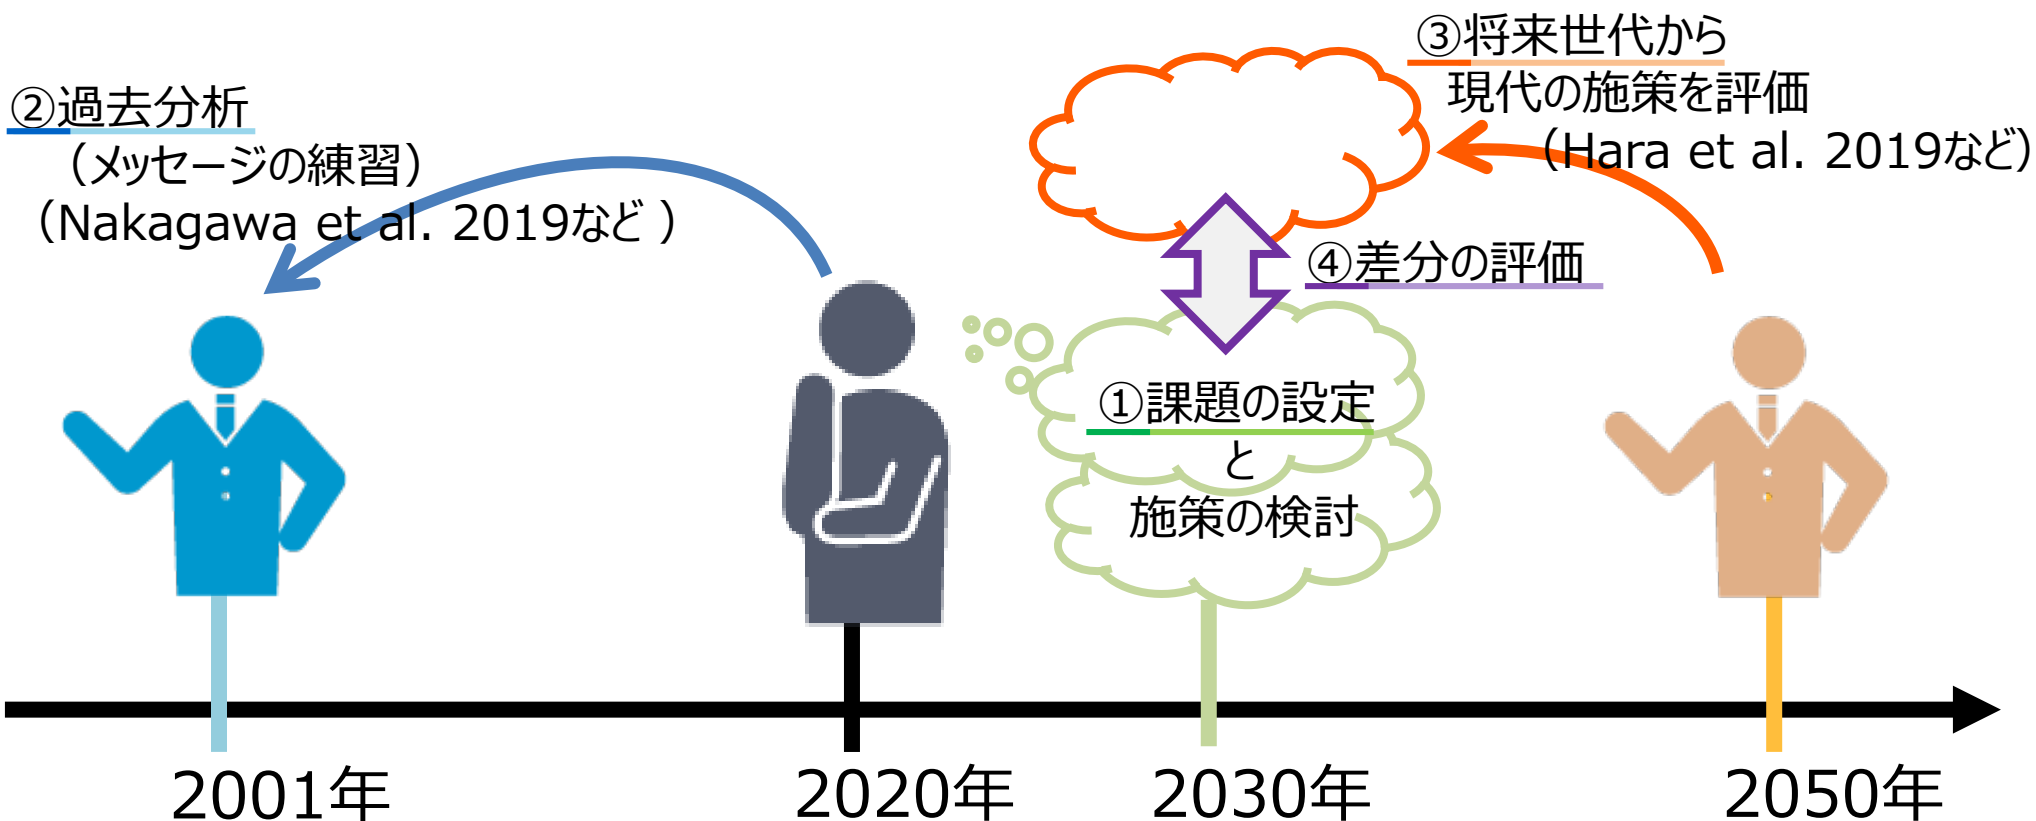 ②過去分析
（メッセージの練習）
（Nakagawa et al. 2019など ）
③将来世代から
現代の施策を評価
（Hara et al. 2019など）
④差分の評価
①課題の設定
と
施策の検討
2001年
2020年
2030年
2050年